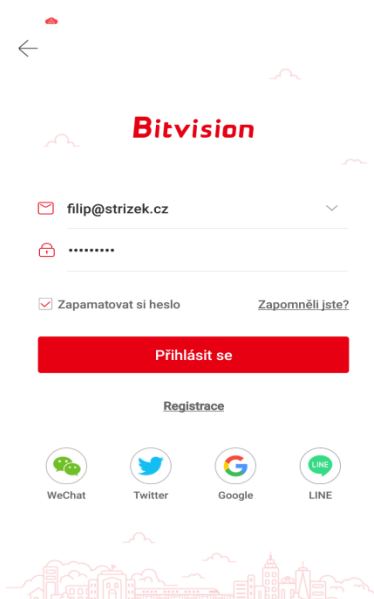 Bitvision
filip@strizek.cz
•••••••••
Zapamatovat si heslo Zapomněli jste?
Přihlásit se
Registrace
WeChat Twitter Google LINE